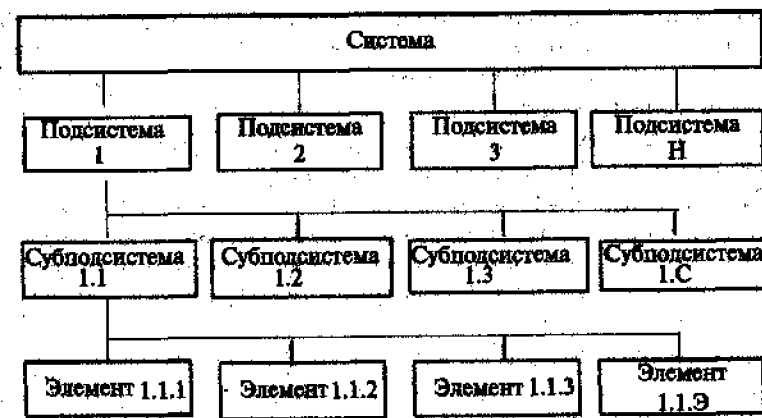 Система
Подсистема Подсистема Подсистема Подсистема
1 2 3 Н
Субподсистема Субподсистема Субподсистема Субподсистема
1.1 1.2 1.3 1.С
Элемент 1.1.1 Элемент 1.1.2 Элемент 1.1.3 Элемент
1.1.Э